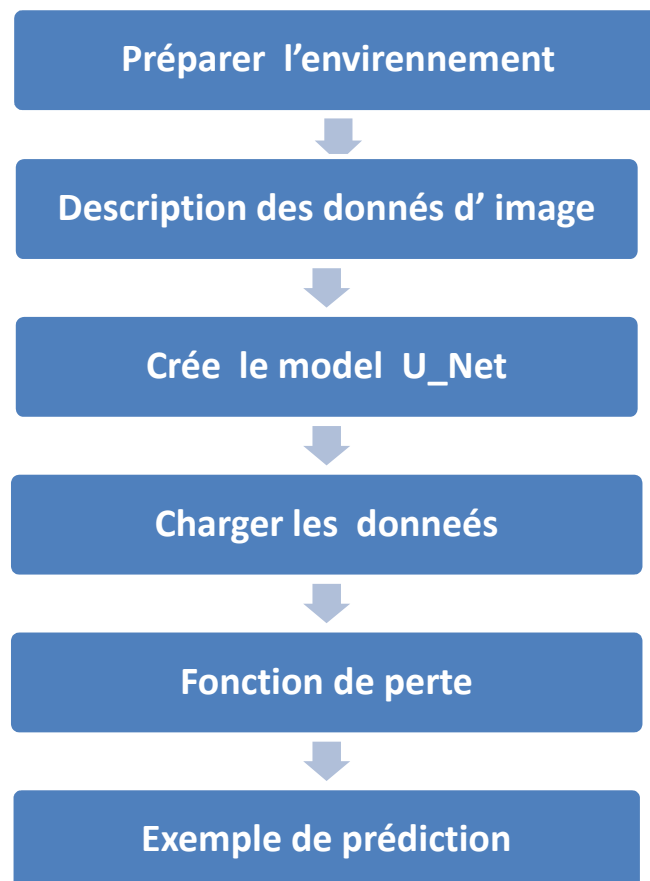 Préparer l’envirennement
Description des donnés d’ image
Crée le model U_Net
Charger les donneés
Fonction de perte
Exemple de prédiction